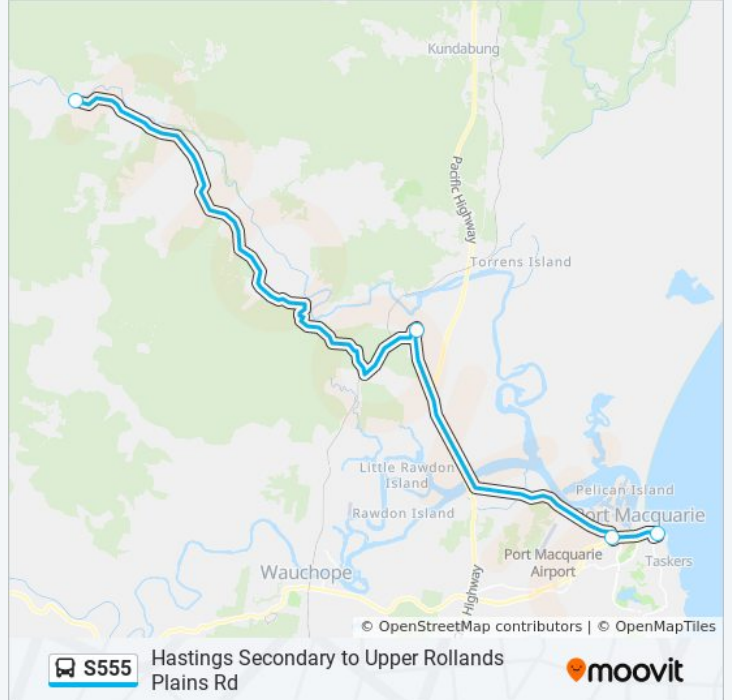 Kundabung
Pacific Highway
Torrens Island
Little Rawdon
Island
Rawdon Island
Pelican Island
Port Macquarie
Port Macquarie
Airport
Taskers
Wauchope
Highway
© OpenStreetMap contributors | © OpenMapTiles
S555
Hastings Secondary to Upper Rollands
Plains Rd
moovit